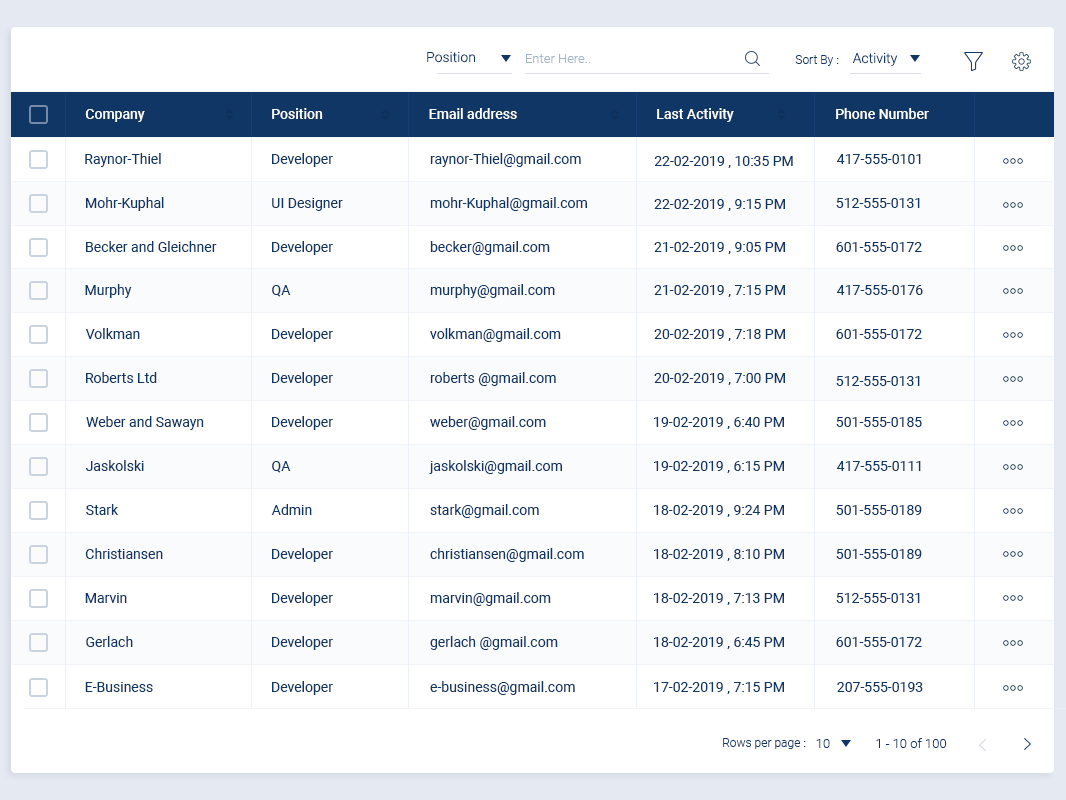 Position Enter Here.. Sort By : Activity
Company Position Email address Last Activity Phone Number
Raynor-Thiel Developer raynor-Thiel@gmail.com 22-02-2019 , 10:35 PM 417-555-0101
Mohr-Kuphal UI Designer mohr-Kuphal@gmail.com 22-02-2019 , 9:15 PM 512-555-0131
Becker and Gleichner Developer becker@gmail.com 21-02-2019 , 9:05 PM 601-555-0172
Murphy QA murphy@gmail.com 21-02-2019 , 7:15 PM 417-555-0176
Volkman Developer volkman@gmail.com 20-02-2019 , 7:18 PM 601-555-0172
Roberts Ltd Developer roberts @gmail.com 20-02-2019 , 7:00 PM 512-555-0131
Weber and Sawayn Developer weber@gmail.com 19-02-2019 , 6:40 PM 501-555-0185
Jaskolski QA jaskolski@gmail.com 19-02-2019 , 6:15 PM 417-555-0111
Stark Admin stark@gmail.com 18-02-2019 , 9:24 PM 501-555-0189
Christiansen Developer christiansen@gmail.com 18-02-2019 , 8:10 PM 501-555-0189
Marvin Developer marvin@gmail.com 18-02-2019 , 7:13 PM 512-555-0131
Gerlach Developer gerlach @gmail.com 18-02-2019 , 6:45 PM 601-555-0172
E-Business Developer e-business@gmail.com 17-02-2019 , 7:15 PM 207-555-0193
Rows per page : 10 1 - 10 of 100